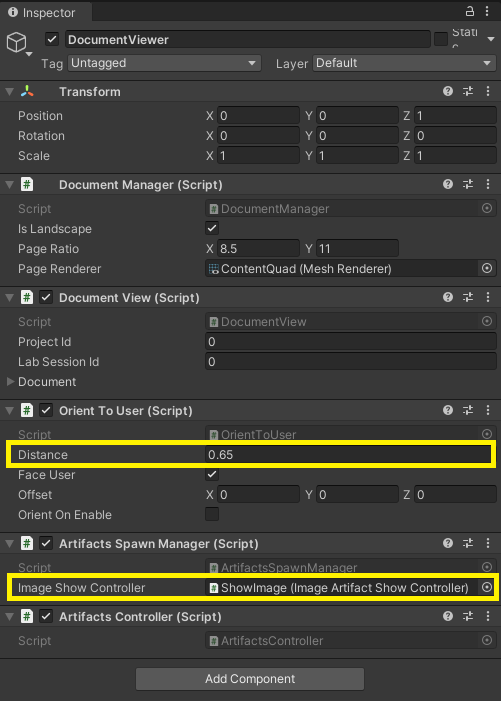 Inspector
DocumentViewer Static
Tag Untagged Layer Default
Transform
Position X 0 Y 0 Z 1
Rotation X 0 Y 0 Z 0
Scale X 1 Y 1 Z 1
# Document Manager (Script)
Script # DocumentManager
Is Landscape
Page Ratio X 8.5 Y 11
Page Renderer ContentQuad (Mesh Renderer)
# Document View (Script)
Script # DocumentView
Project Id 0
Lab Session Id 0
Document
# Orient To User (Script)
Script # OrientToUser
Distance 0.65
Face User
Offset X 0 Y 0 Z 0
Orient On Enable
# Artifacts Spawn Manager (Script)
Script # ArtifactsSpawnManager
Image Show Controller # ShowImage (Image Artifact Show Controller)
# Artifacts Controller (Script)
Script # ArtifactsController
Add Component